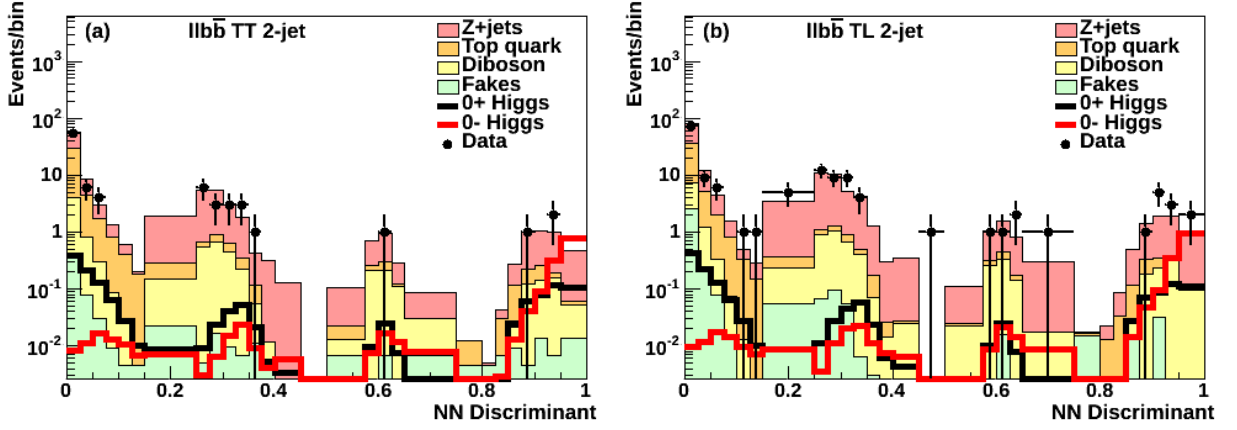 (a)
llbb̅ TT 2-jet
Z+jets
Top quark
Diboson
Fakes
0+ Higgs
0- Higgs
Data
Events/bin
10³
10²
10
1
10⁻¹
10⁻²
0
0.2
0.4
0.6
0.8
1
NN Discriminant
(b)
llbb̅ TL 2-jet
Z+jets
Top quark
Diboson
Fakes
0+ Higgs
0- Higgs
Data
Events/bin
10³
10²
10
1
10⁻¹
10⁻²
0
0.2
0.4
0.6
0.8
1
NN Discriminant